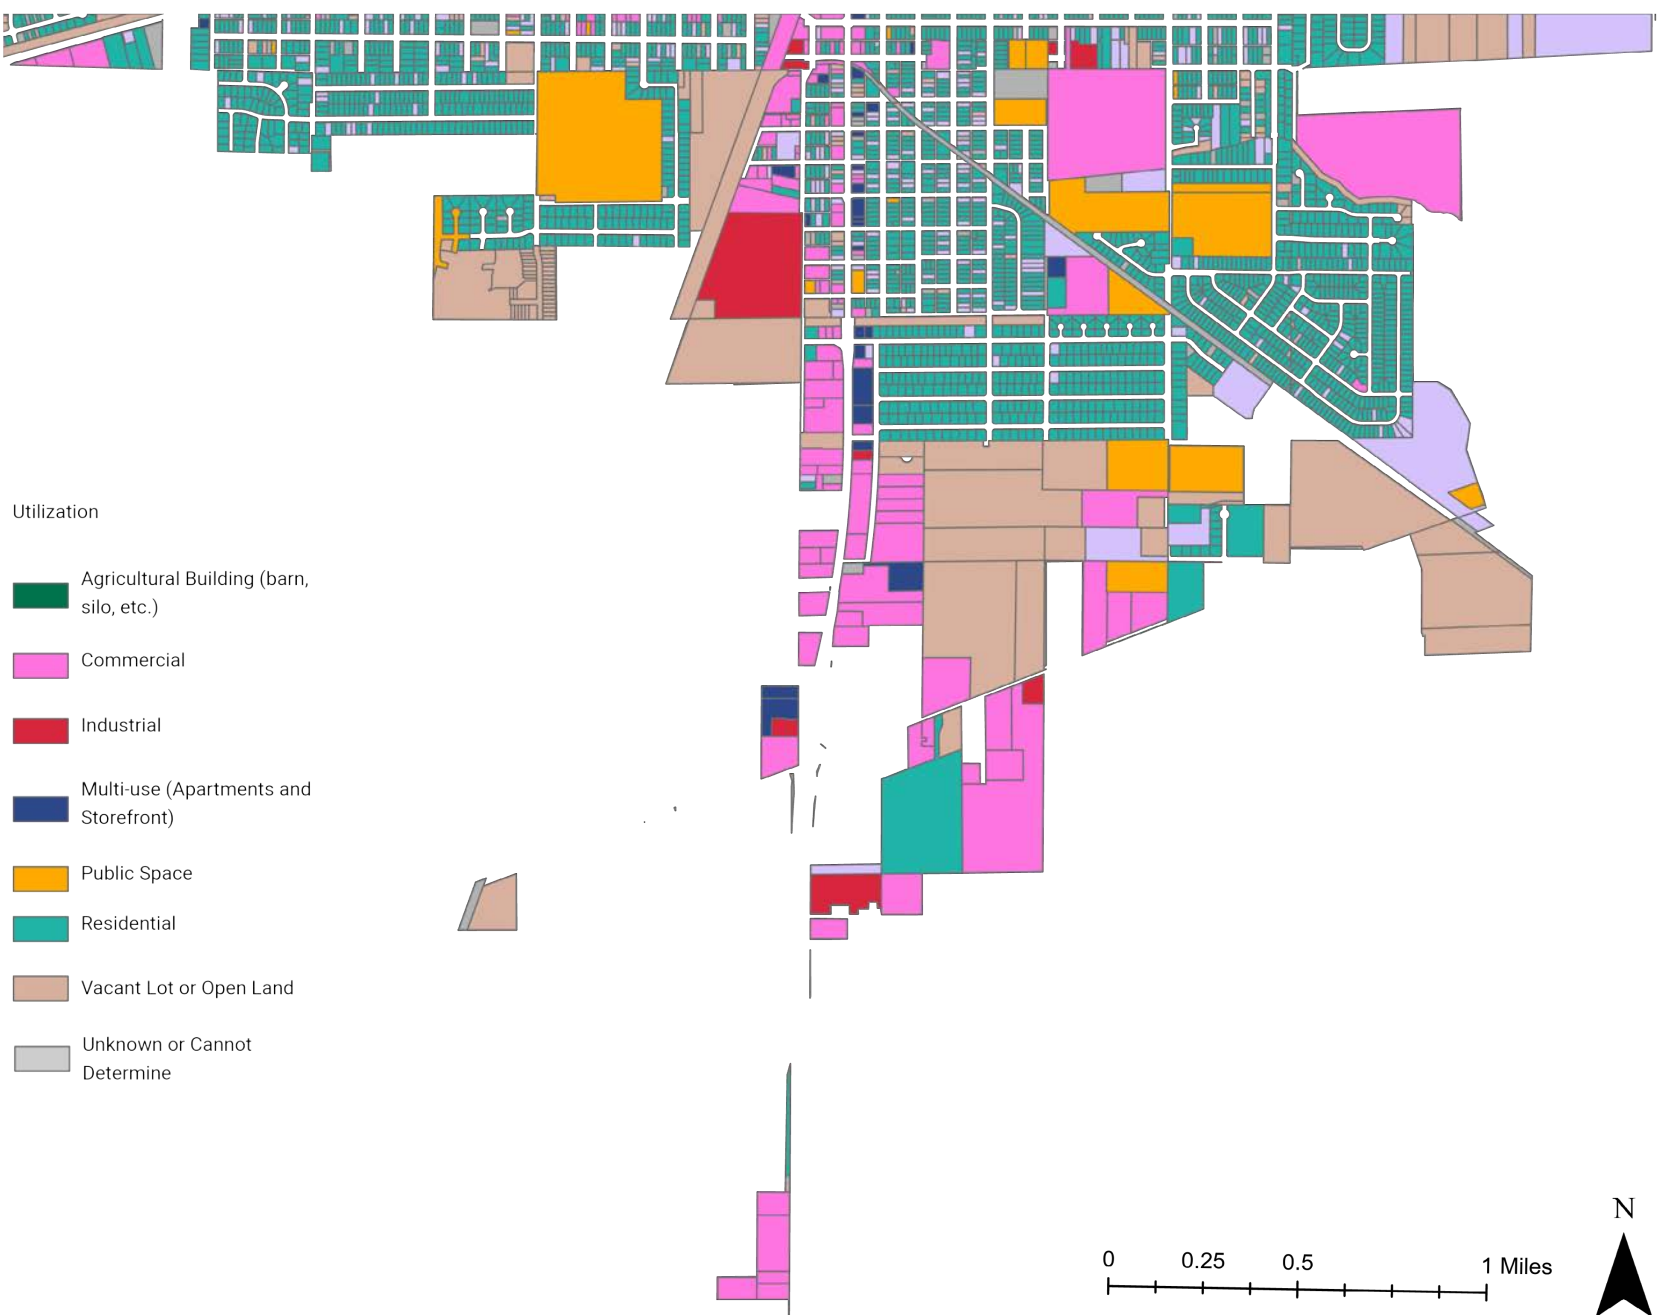 Utilization
Agricultural Building (barn,
silo, etc.)
Commercial
Industrial
Multi-use (Apartments and
Storefront)
Public Space
Residential
Vacant Lot or Open Land
Unknown or Cannot
Determine
N
0 0.25 0.5 1 Miles